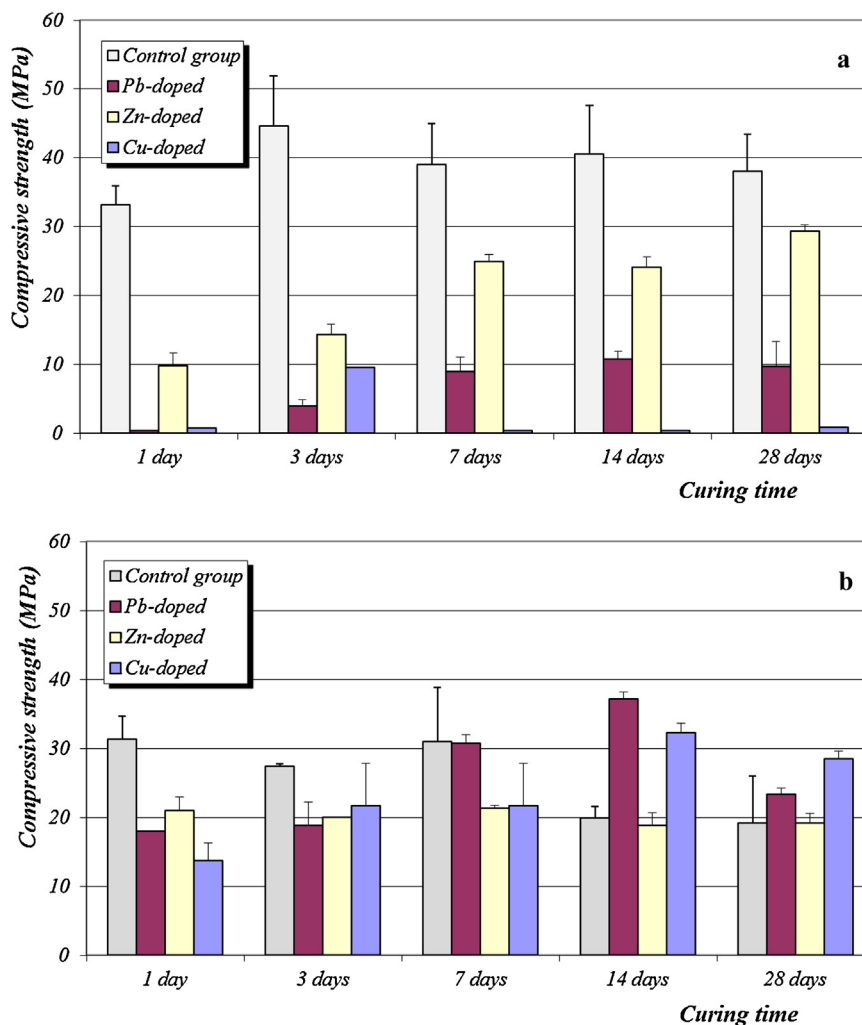 60
50
40
30
20
10
0
Compressive strength (MPa)
Control group
Pb-doped
Zn-doped
Cu-doped
a
1 day 3 days 7 days 14 days 28 days
Curing time
60
50
40
30
20
10
0
Compressive strength (MPa)
Control group
Pb-doped
Zn-doped
Cu-doped
b
1 day 3 days 7 days 14 days 28 days
Curing time